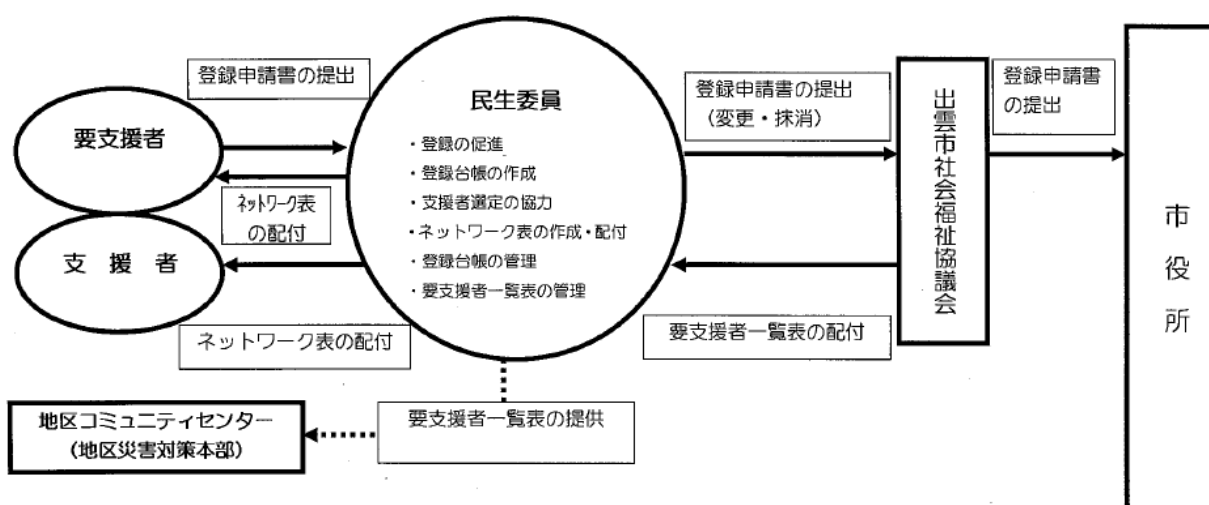 登録申請書の提出
要支援者
ネットワーク表
の配付
支 援 者
ネットワーク表の配付
民生委員
・登録の促進
・登録台帳の作成
・支援者選定の協力
・ネットワーク表の作成・配付
・登録台帳の管理
・要支援者一覧表の管理
登録申請書の提出
（変更・抹消）
要支援者一覧表の配付
出雲市社会福祉協議会
登録申請書
の提出
市役所
地区コミュニティセンター
（地区災害対策本部）
要支援者一覧表の提供